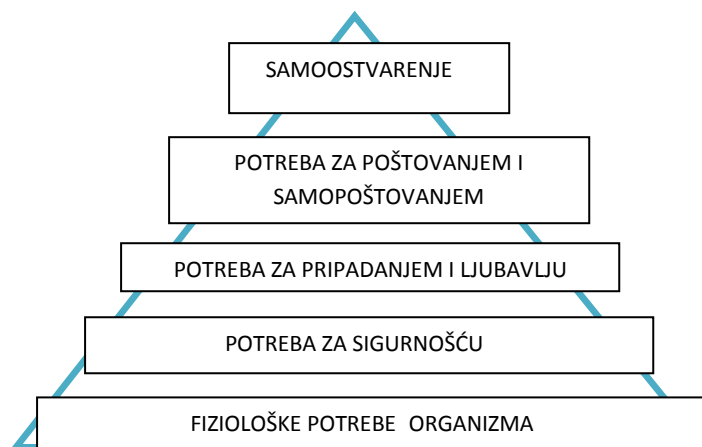 SAMOOSTVARENJE
POTREBA ZA POŠTOVANJEM I
SAMOPOŠTOVANJEM
POTREBA ZA PRIPADANJEM I LJUBAVLJU
POTREBA ZA SIGURNOŠĆU
FIZIOLOŠKE POTREBE ORGANIZMA